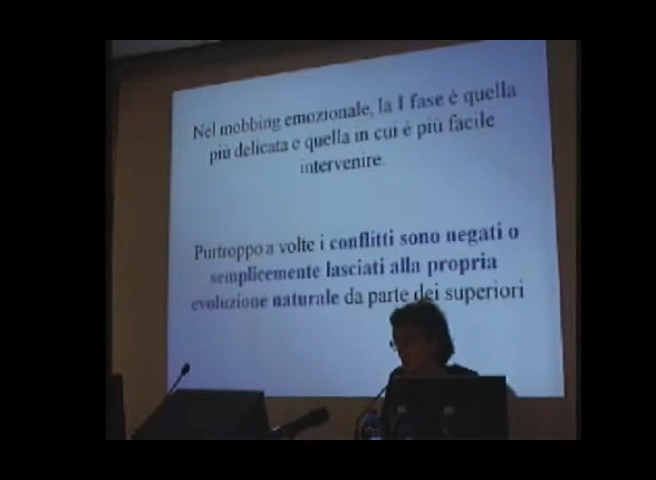 Nel mobbing emozionale, la I fase é quella
più delicata e quella in cui é più facile
intervenire
Purtroppo a volte i conflitti sono negati o
semplicemente lasciati alla propria
evoluzione naturale da parte dei superiori